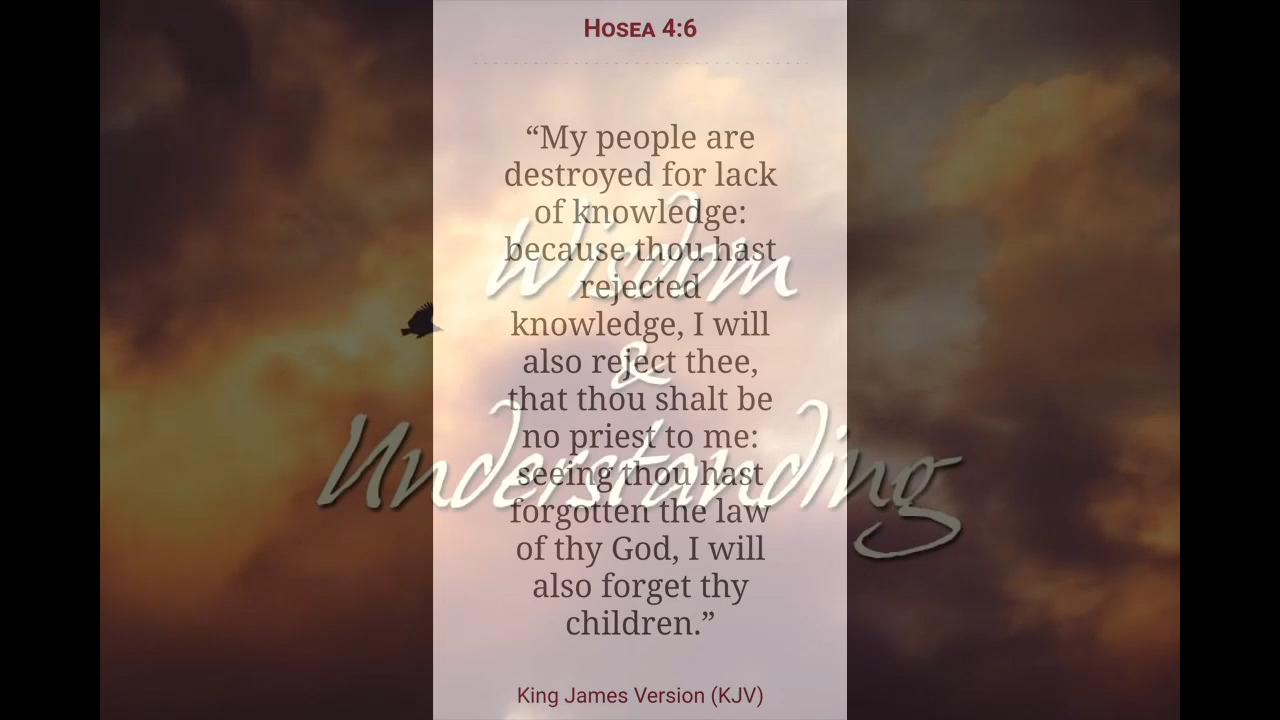 Hosea 4:6
“My people are
destroyed for lack
of knowledge:
because thou hast
rejected
knowledge, I will
also reject thee,
that thou shalt be
no priest to me:
seeing thou hast
forgotten the law
of thy God, I will
also forget thy
children.”
King James Version (KJV)
Wisdom
&
Understanding